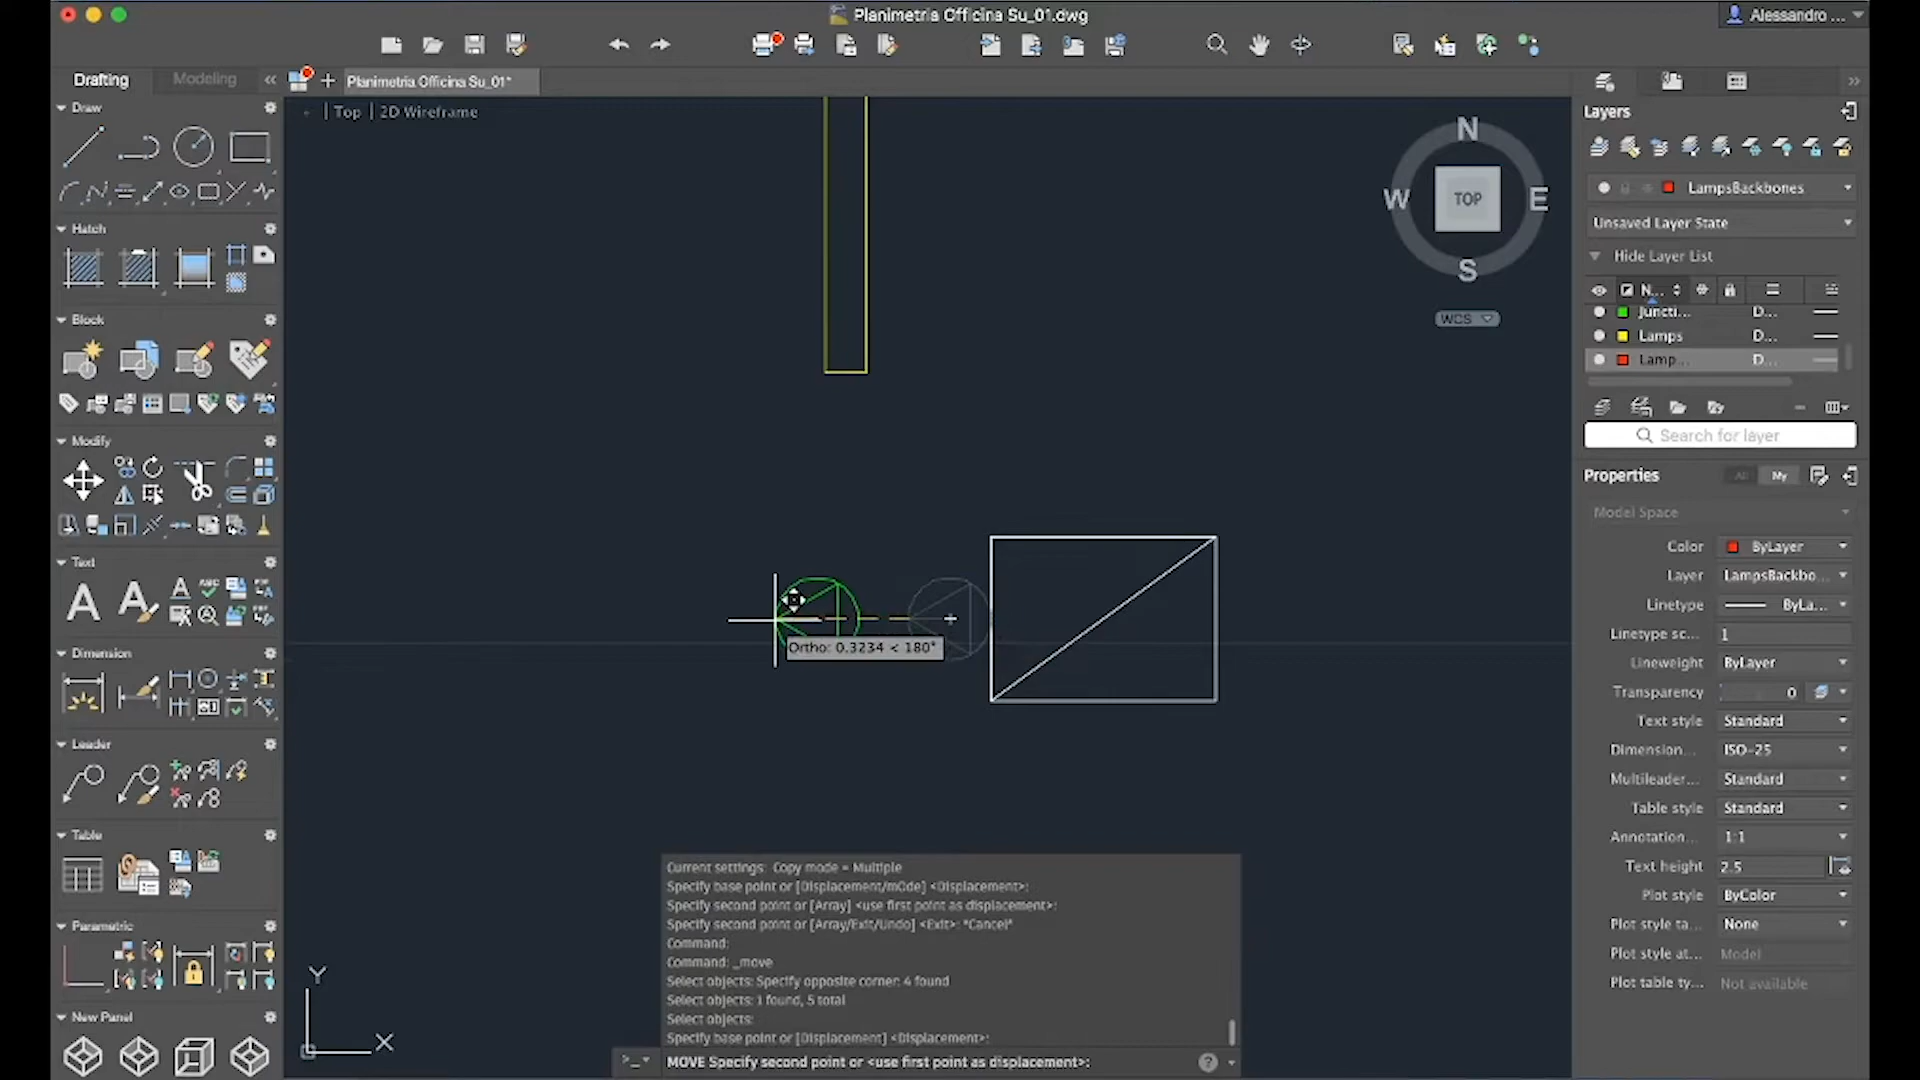 Planimetria Officina Su_01.dwg
Alessandro ...
Drafting
Modeling
Planimetria Officina Su_01*
Draw
| Top | 2D Wireframe
Hatch
Block
Modify
Text
Dimension
Leader
Table
Parametric
New Panel
N
W
TOP
E
S
WCS
Ortho: 0.3234 < 180°
Y
X
Current settings: Copy mode = Multiple
Specify base point or [Displacement/mOde] <Displacement>:
Specify second point or [Array] <use first point as displacement>:
Specify second point or [Array/Exit/Undo] <Exit>: *Cancel*
Command:
Command: _move
Select objects: Specify opposite corner: 4 found
Select objects: 1 found, 5 total
Select objects:
Specify base point or [Displacement] <Displacement>:
MOVE Specify second point or <use first point as displacement>:
Layers
LampsBackbones
Unsaved Layer State
Hide Layer List
N...
Juncti... D...
Lamps D...
Lamp... D...
Search for layer
Properties
All My
Model Space
Color ByLayer
Layer LampsBackbo...
Linetype ByLa...
Linetype sc... 1
Lineweight ByLayer
Transparency 0
Text style Standard
Dimension... ISO-25
Multileader... Standard
Table style Standard
Annotation... 1:1
Text height 2.5
Plot style ByColor
Plot style ta... None
Plot style at... Model
Plot table ty... Not available